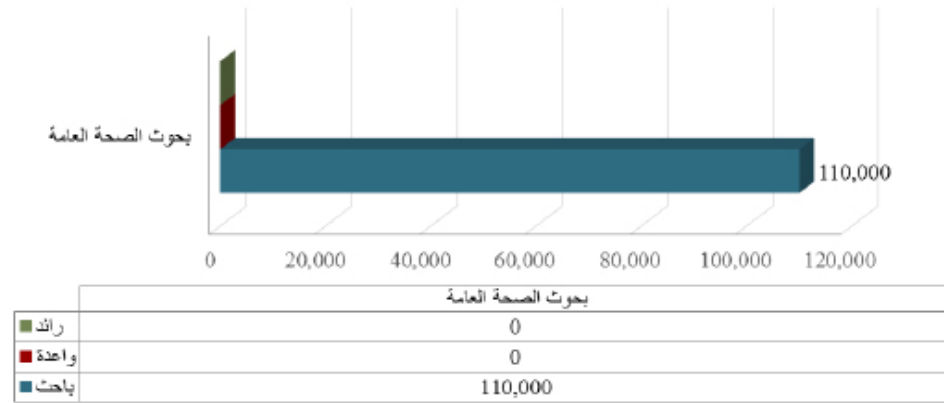 بحوث الصحة العامة
110,000
0 20,000 40,000 60,000 80,000 100,000 120,000
بحوث الصحة العامة
رائد 0
واعدة 0
باحث 110,000